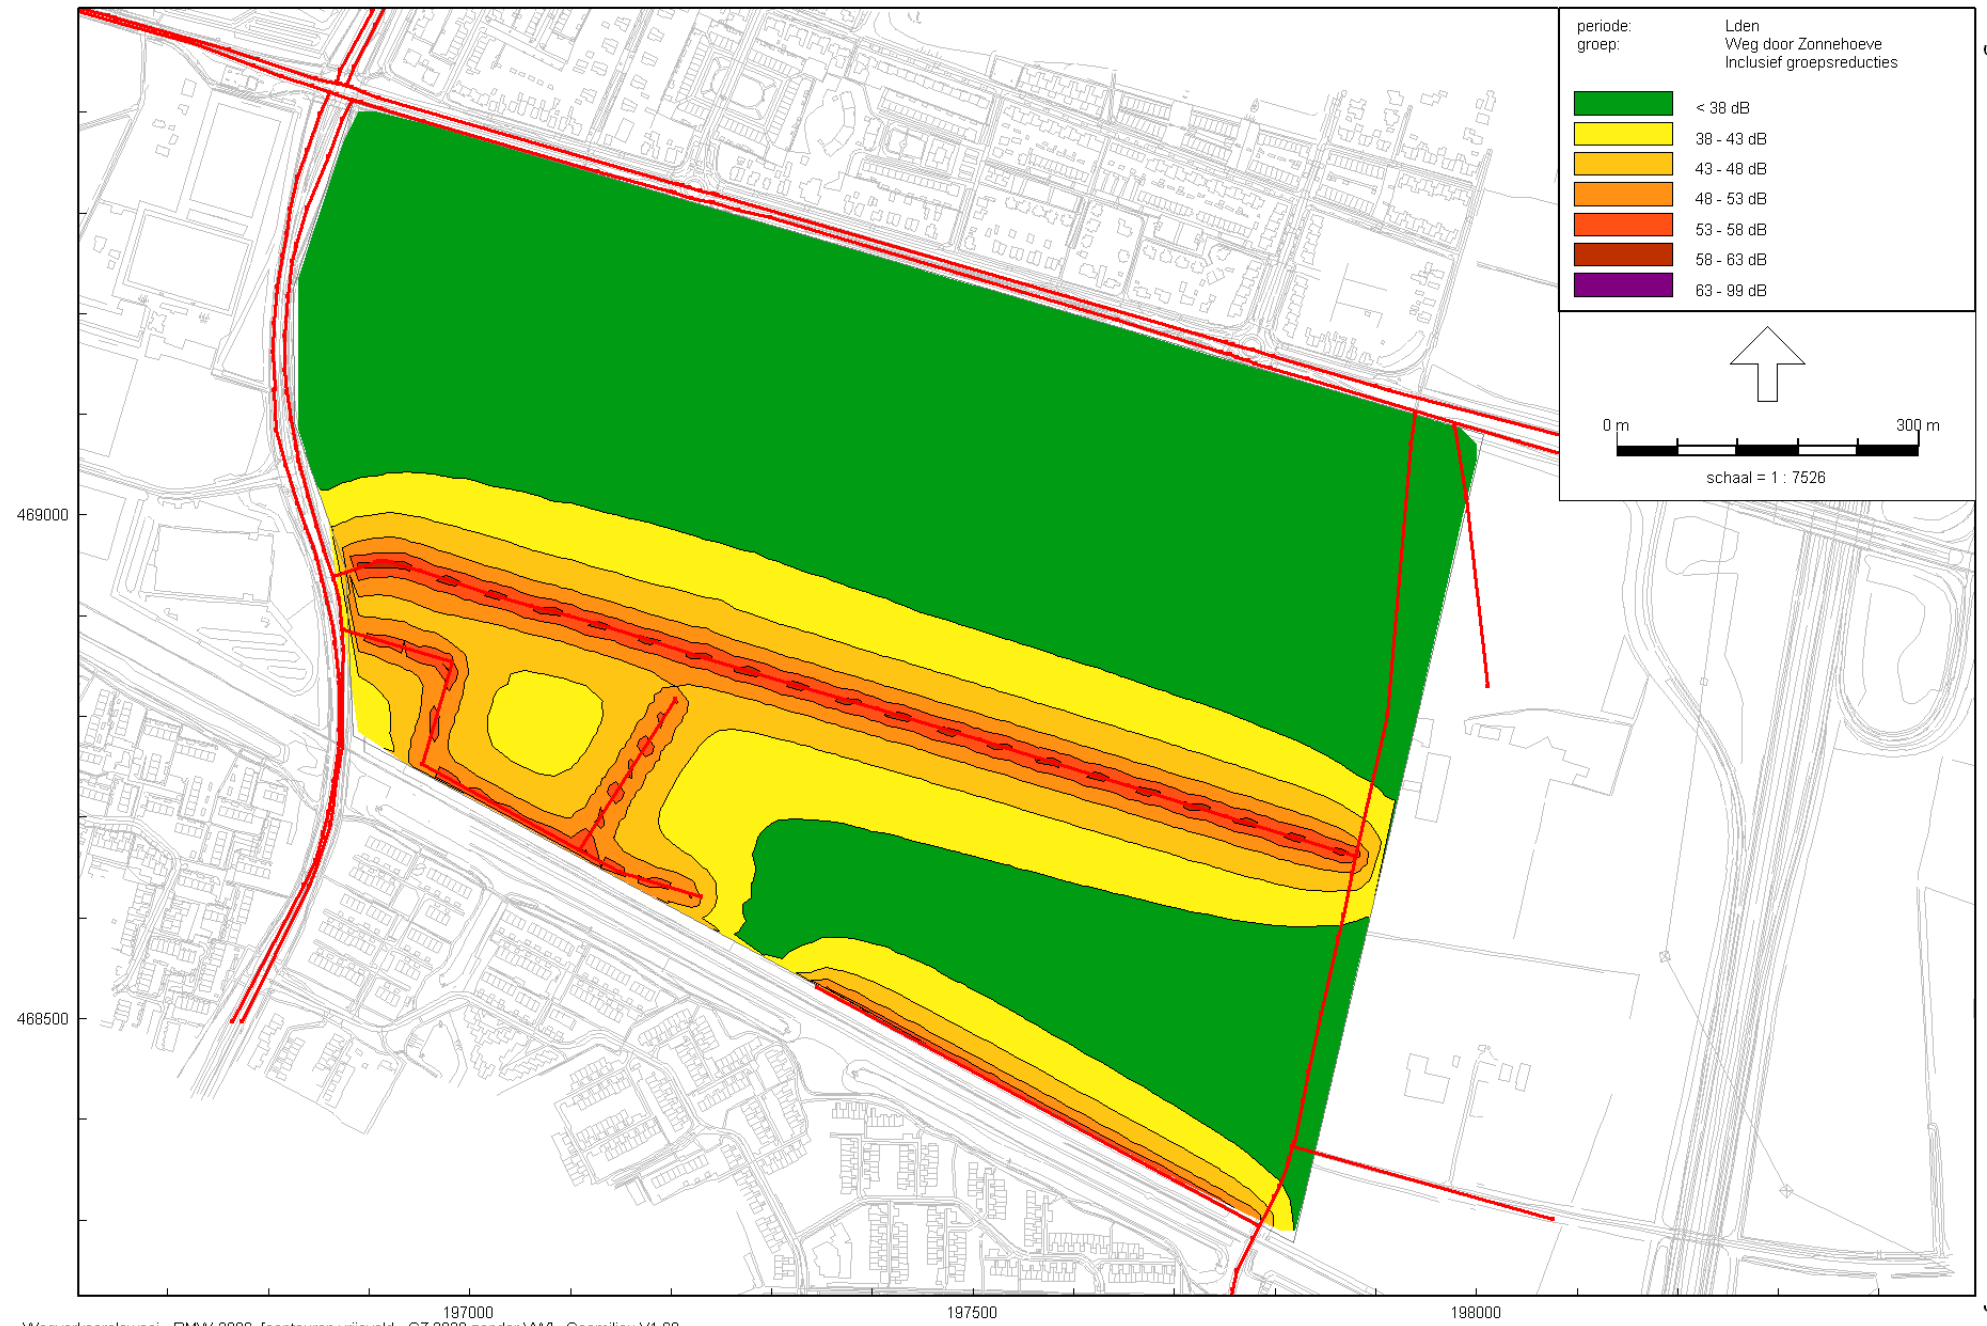 periode: Lden
groep: Weg door Zonnehoeve
Inclusief groepsreducties
< 38 dB
38 - 43 dB
43 - 48 dB
48 - 53 dB
53 - 58 dB
58 - 63 dB
63 - 99 dB
0 m 300 m
schaal = 1 : 7526
469000
468500
197000 197500 198000